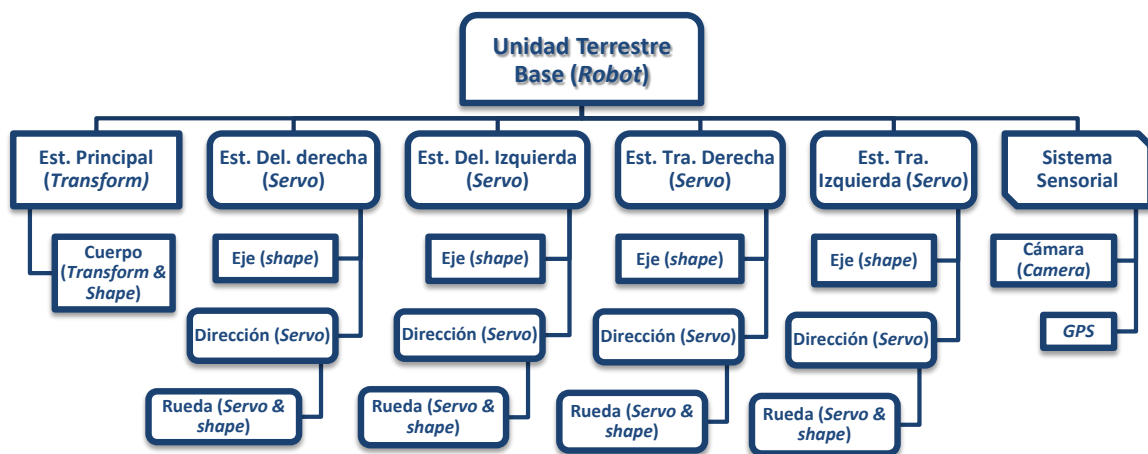 Unidad Terrestre
Base (Robot)
Est. Principal
(Transform)
Est. Del. derecha
(Servo)
Est. Del. Izquierda
(Servo)
Est. Tra. Derecha
(Servo)
Est. Tra.
Izquierda (Servo)
Sistema
Sensorial
Cuerpo
(Transform &
Shape)
Eje (shape)
Eje (shape)
Eje (shape)
Eje (shape)
Cámara
(Camera)
Dirección (Servo)
Dirección (Servo)
Dirección (Servo)
Dirección (Servo)
GPS
Rueda (Servo &
shape)
Rueda (Servo &
shape)
Rueda (Servo &
shape)
Rueda (Servo &
shape)